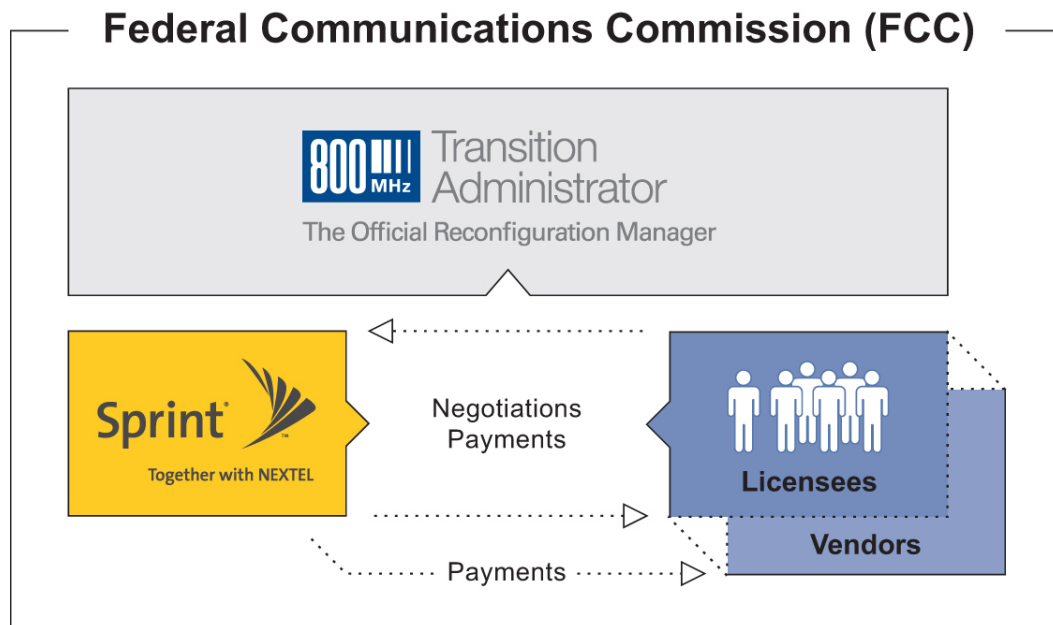 Federal Communications Commission (FCC)
800 MHz
Transition
Administrator
The Official Reconfiguration Manager
Sprint
Together with NEXTEL
Negotiations
Payments
Licensees
Vendors
Payments